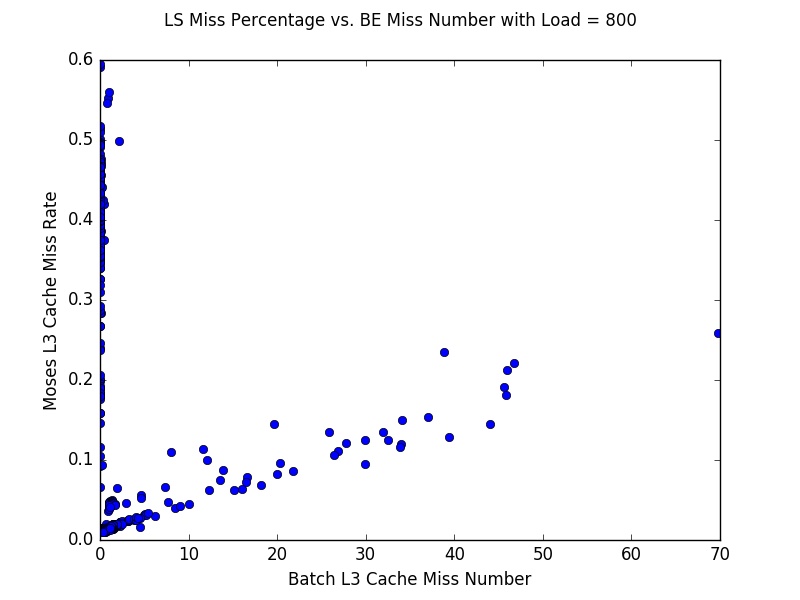 LS Miss Percentage vs. BE Miss Number with Load = 800
0.6
0.5
0.4
0.3
0.2
0.1
0.0
Moses L3 Cache Miss Rate
0 10 20 30 40 50 60 70
Batch L3 Cache Miss Number